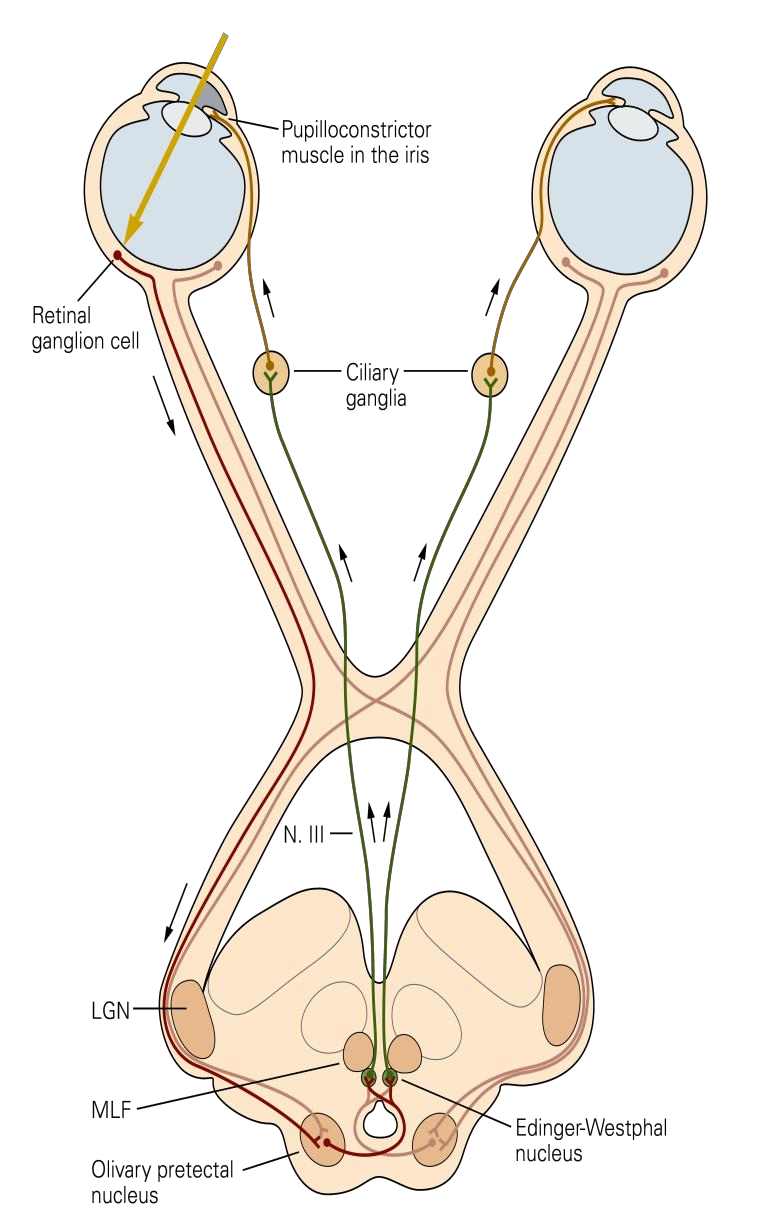 Pupilloconstrictor
muscle in the iris
Retinal
ganglion cell
Ciliary
ganglia
N. III
LGN
MLF
Edinger-Westphal
nucleus
Olivary pretectal
nucleus